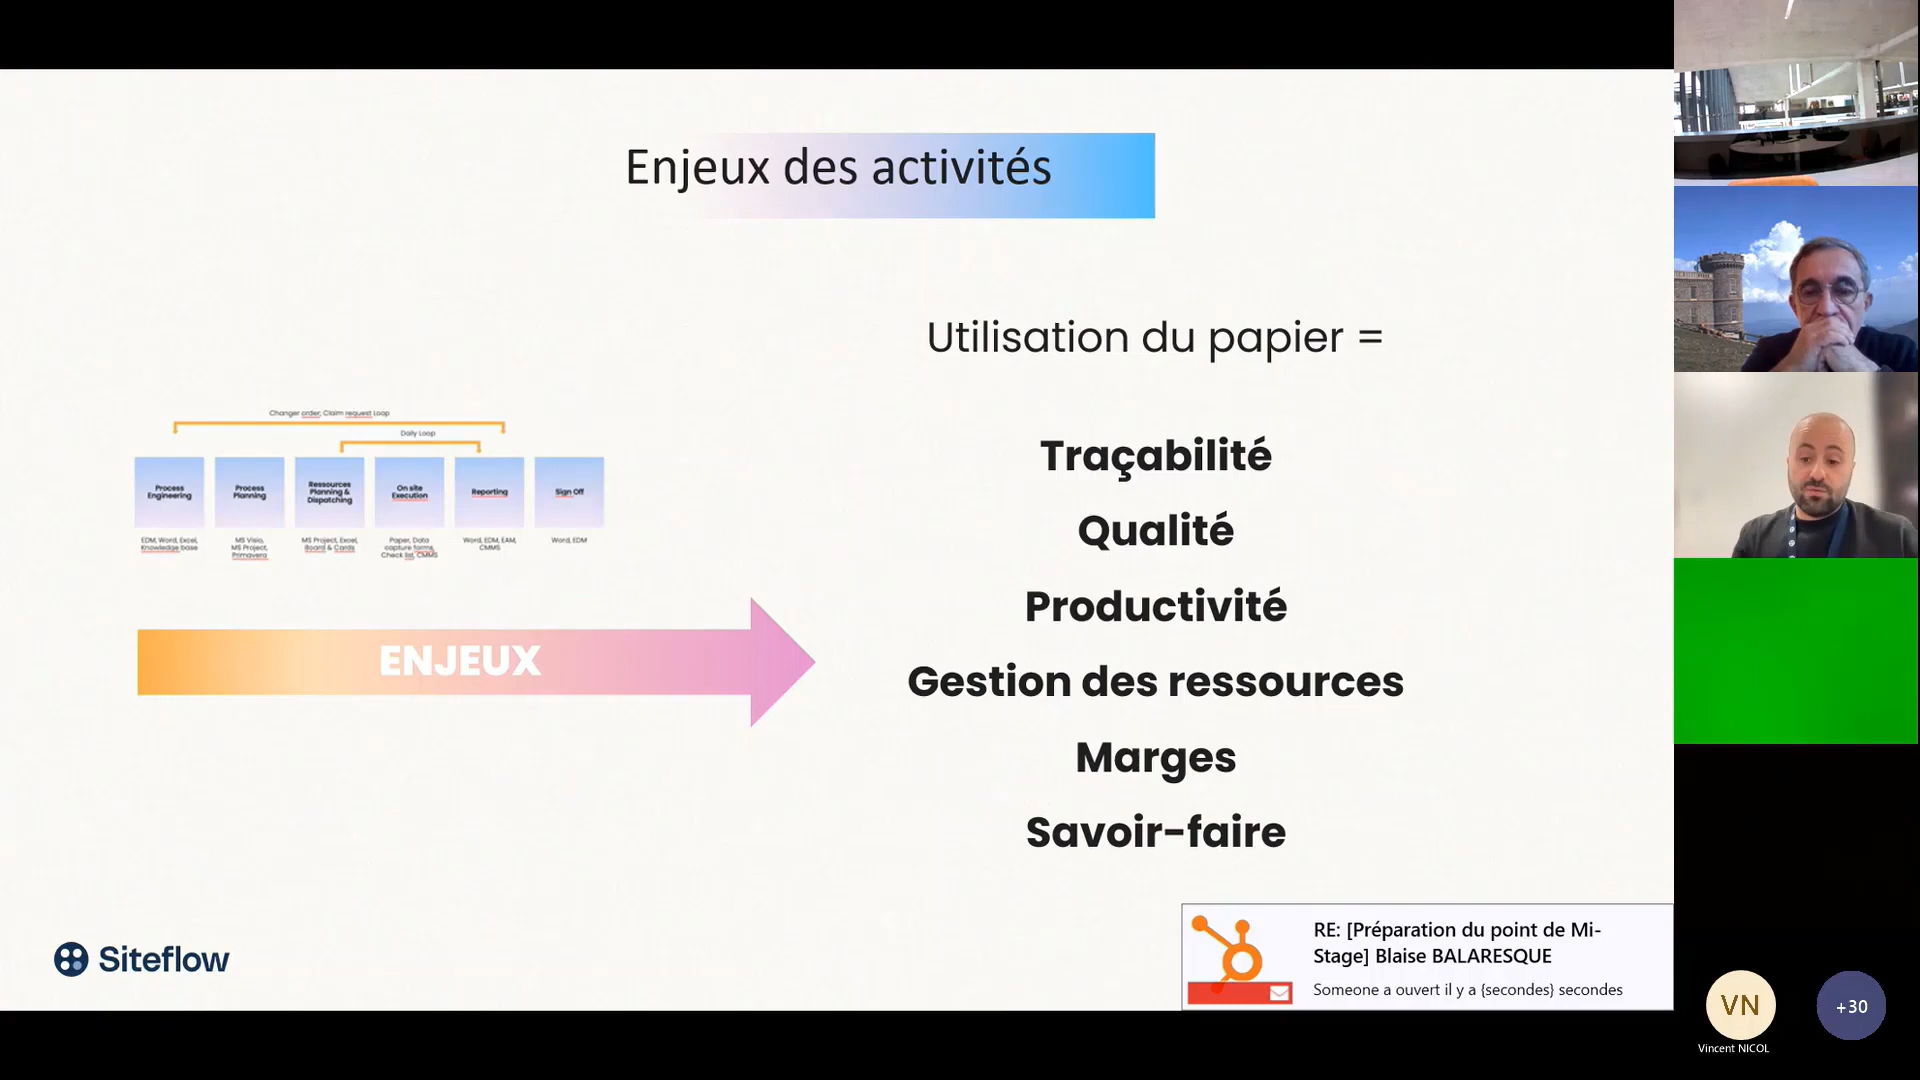 Enjeux des activités
Utilisation du papier =
Traçabilité
Qualité
Productivité
Gestion des ressources
Marges
Savoir-faire
Changer order, Claim request Loop
Daily Loop
Process
Engineering
Process
Planning
Ressources
Planning &
Dispatching
On site
Execution
Reporting
Sign Off
EDM, Word, Excel,
Knowledge base
MS Visio,
MS Project,
Primavera
MS Project, Excel,
Board & Cards
Paper, Data
capture forms,
Check list, CMMS
Word, EDM, EAM,
CMMS
Word, EDM
ENJEUX
Siteflow
RE: [Préparation du point de Mi-
Stage] Blaise BALARESQUE
Someone a ouvert il y a {secondes} secondes
VN
Vincent NICOL
+30